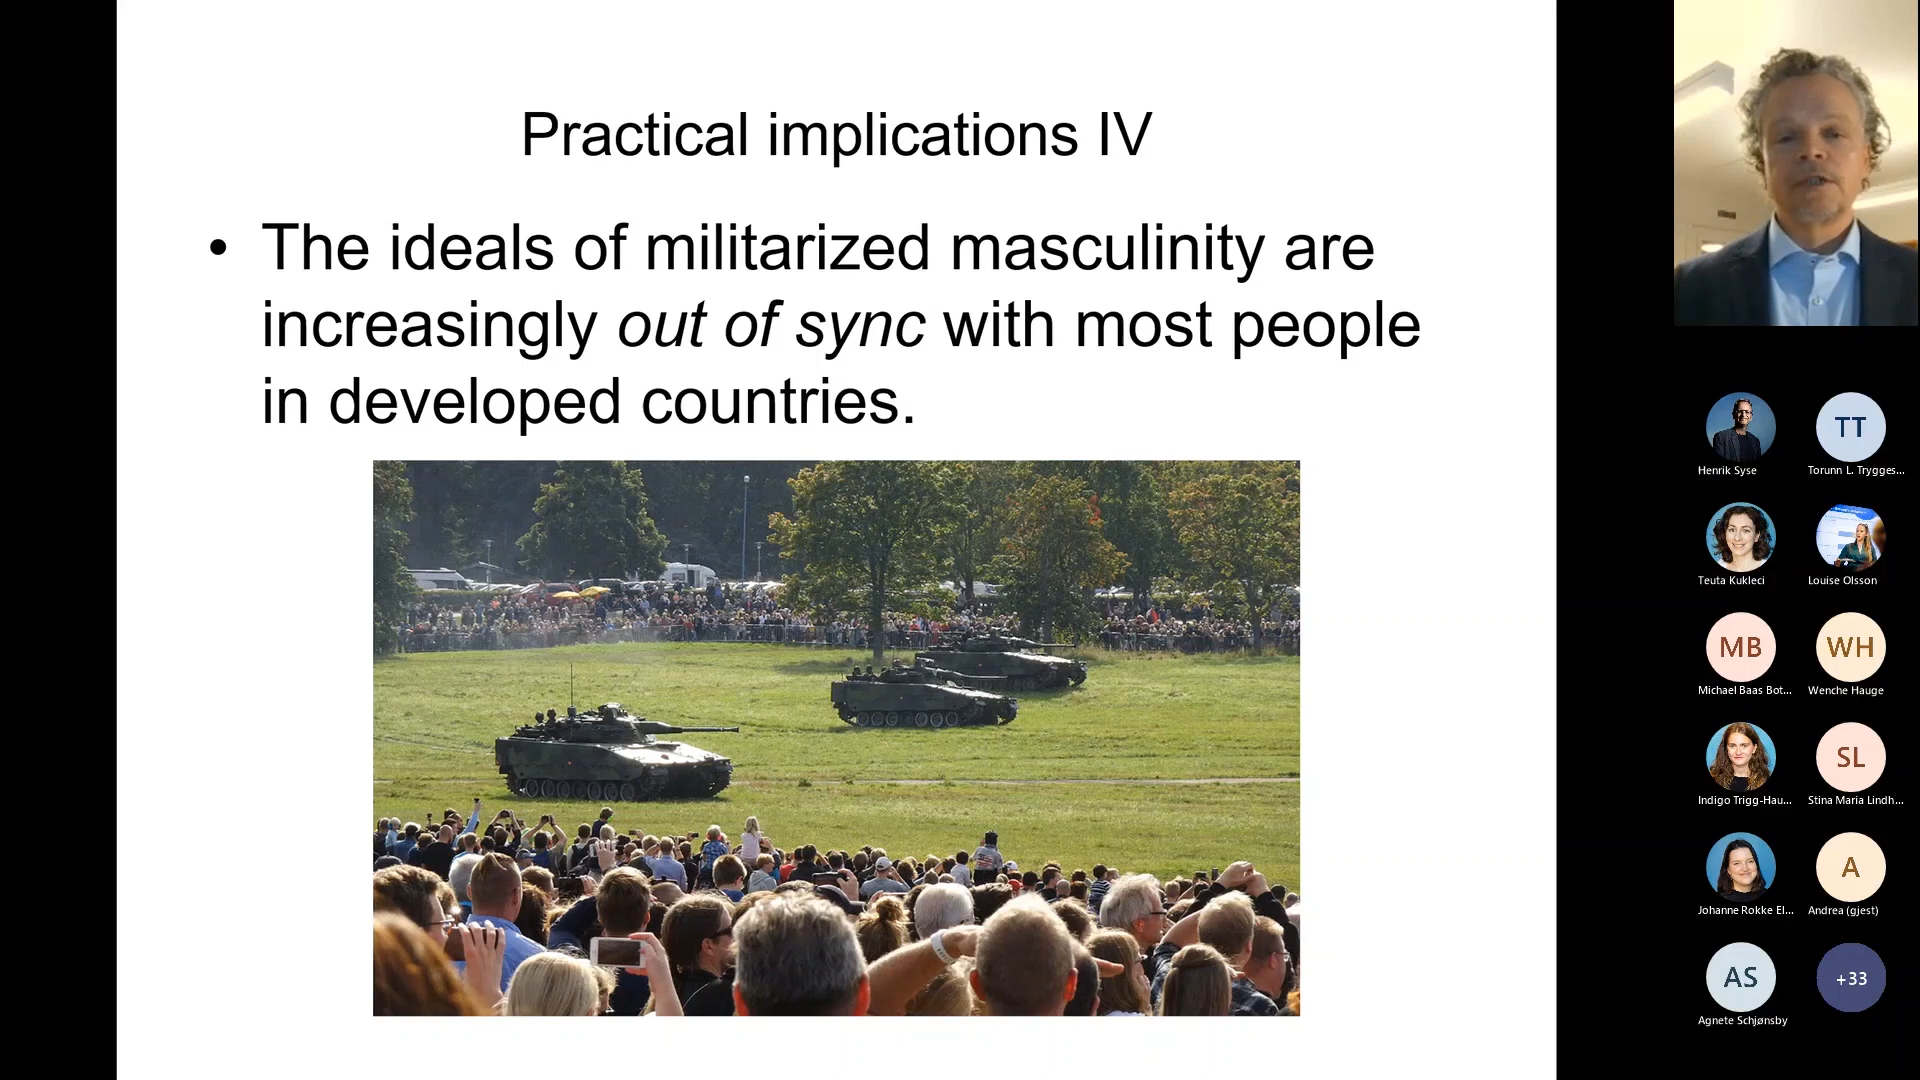 Practical implications IV
• The ideals of militarized masculinity are
increasingly out of sync with most people
in developed countries.
Henrik Syse
TT
Torunn L. Trygges...
Teuta Kukleci
Louise Olsson
MB
Michael Baas Bot...
WH
Wenche Hauge
Indigo Trigg-Hau...
SL
Stina Maria Lindh...
Johanne Rokke El...
A
Andrea (gjest)
AS
Agnete Schjønsby
+33